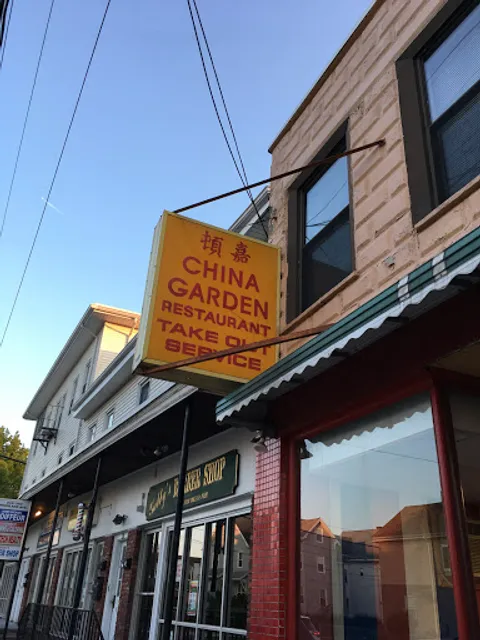 頓嘉
CHINA
GARDEN
RESTAURANT
TAKE OUT
SERVICE
BARBER SHOP